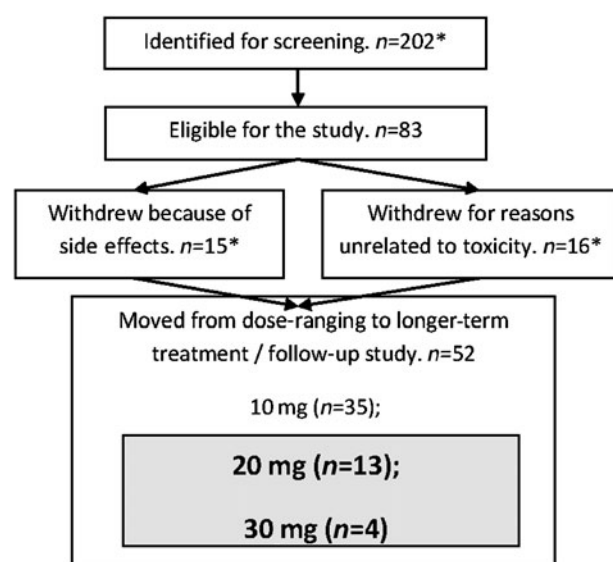 Identified for screening. n=202*
Eligible for the study. n=83
Withdrew because of
side effects. n=15*
Withdrew for reasons
unrelated to toxicity. n=16*
Moved from dose-ranging to longer-term
treatment / follow-up study. n=52
10 mg (n=35);
20 mg (n=13);
30 mg (n=4)